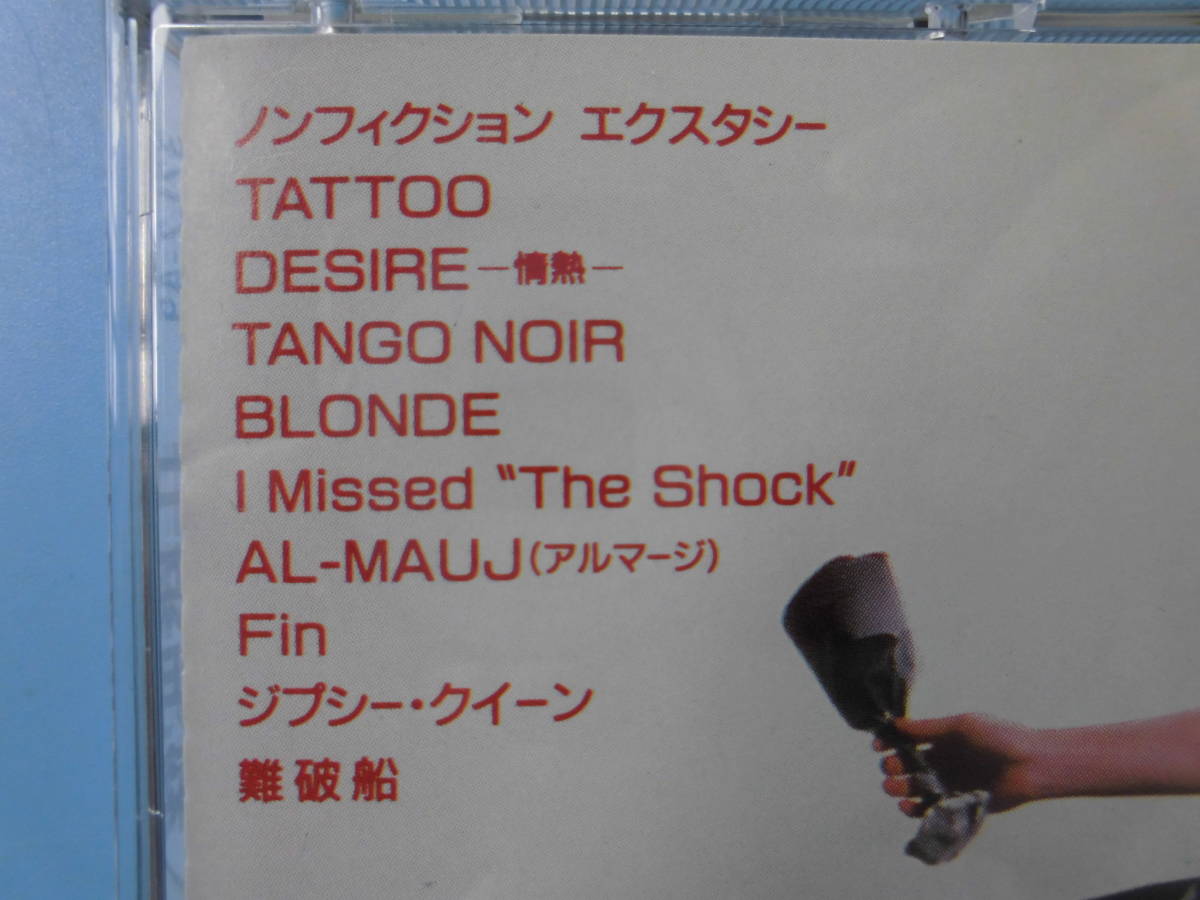 ノンフィクション エクスタシー
TATTOO
DESIRE－情熱－
TANGO NOIR
BLONDE
I Missed “The Shock”
AL-MAUJ(アルマージ)
Fin
ジプシー・クイーン
難破船